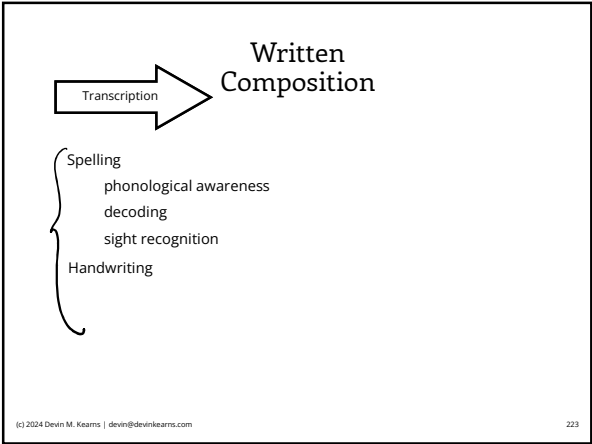 Written
Composition
Transcription
Spelling
phonological awareness
decoding
sight recognition
Handwriting
(c) 2024 Devin M. Kearns | devin@devinkearns.com
223